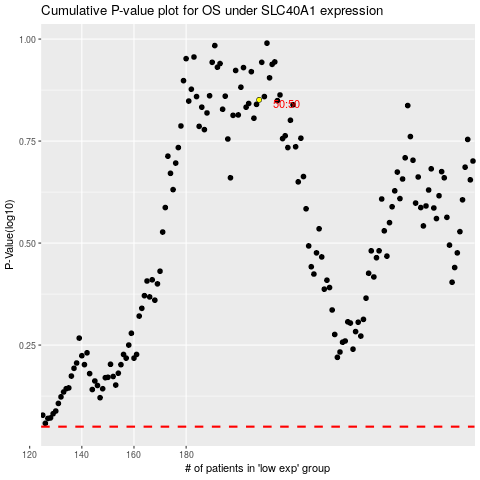 Cumulative P-value plot for OS under SLC40A1 expression
1.00
0.75
0.50
0.25
P-Value(log10)
50:50
120 140 160 180
# of patients in 'low exp' group